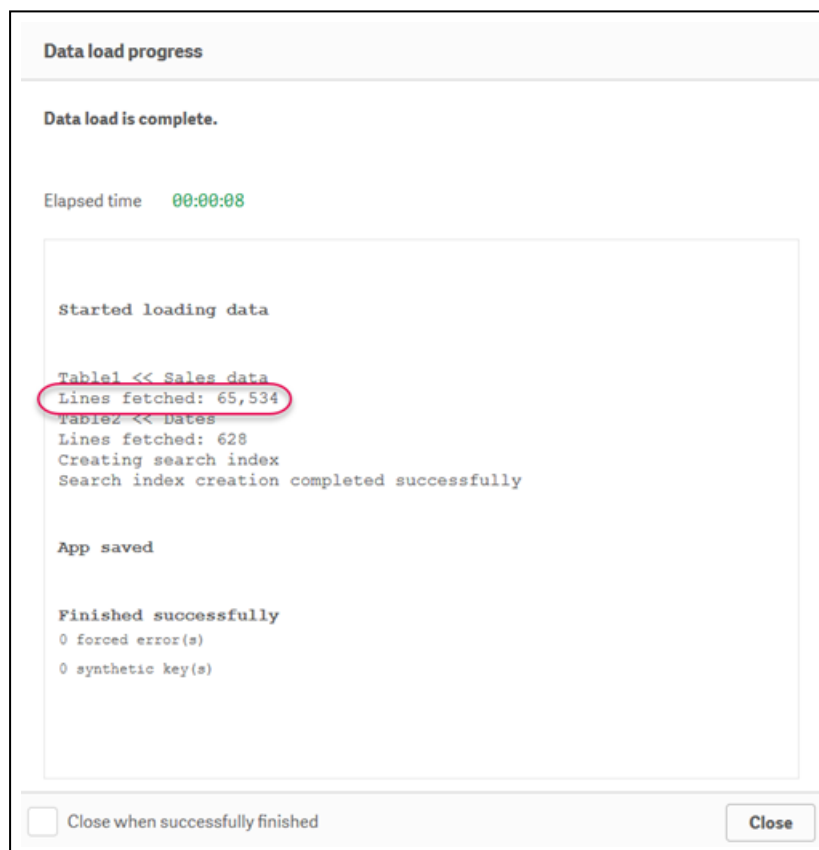 Data load progress
Data load is complete.
Elapsed time 00:00:08
Started loading data
Table1 << Sales data
Lines fetched: 65,534
Table2 << Dates
Lines fetched: 628
Creating search index
Search index creation completed successfully
App saved
Finished successfully
0 forced error(s)
0 synthetic key(s)
Close when successfully finished
Close